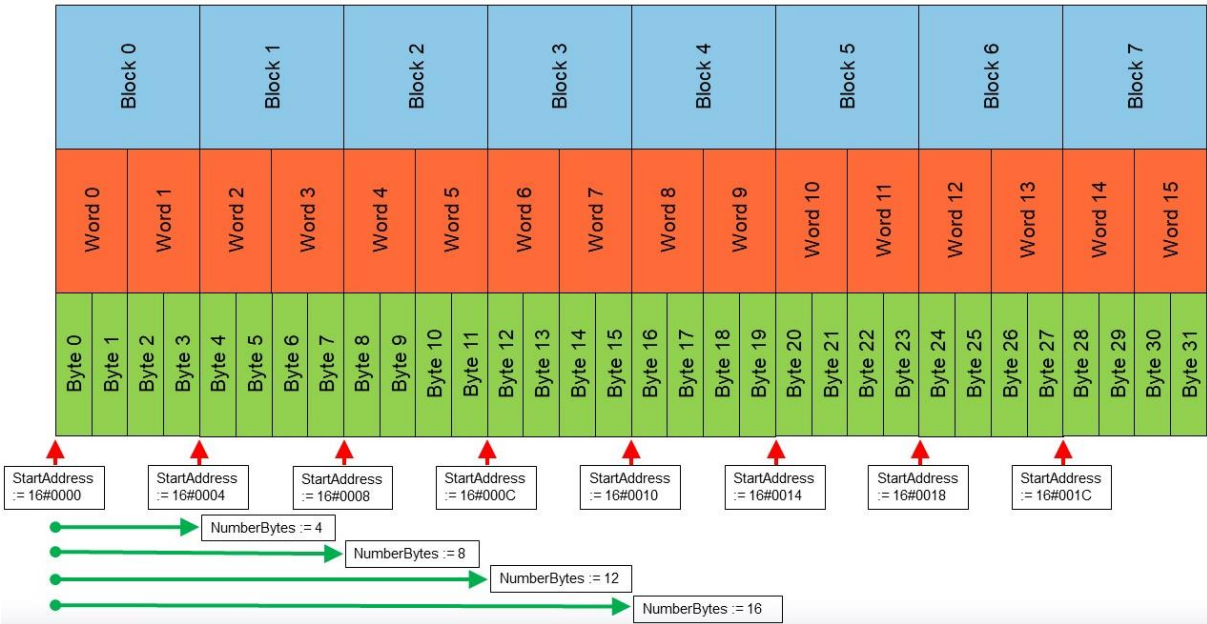 Block 0
Block 1
Block 2
Block 3
Block 4
Block 5
Block 6
Block 7
Word 0
Word 1
Word 2
Word 3
Word 4
Word 5
Word 6
Word 7
Word 8
Word 9
Word 10
Word 11
Word 12
Word 13
Word 14
Word 15
Byte 0
Byte 1
Byte 2
Byte 3
Byte 4
Byte 5
Byte 6
Byte 7
Byte 8
Byte 9
Byte 10
Byte 11
Byte 12
Byte 13
Byte 14
Byte 15
Byte 16
Byte 17
Byte 18
Byte 19
Byte 20
Byte 21
Byte 22
Byte 23
Byte 24
Byte 25
Byte 26
Byte 27
Byte 28
Byte 29
Byte 30
Byte 31
StartAddress
:= 16#0000
StartAddress
:= 16#0004
StartAddress
:= 16#0008
StartAddress
:= 16#000C
StartAddress
:= 16#0010
StartAddress
:= 16#0014
StartAddress
:= 16#0018
StartAddress
:= 16#001C
NumberBytes := 4
NumberBytes := 8
NumberBytes := 12
NumberBytes := 16